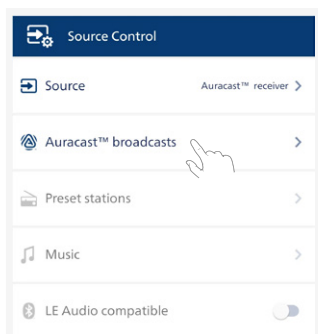 Source Control
Source Auracast™ receiver
Auracast™ broadcasts
Preset stations
Music
LE Audio compatible